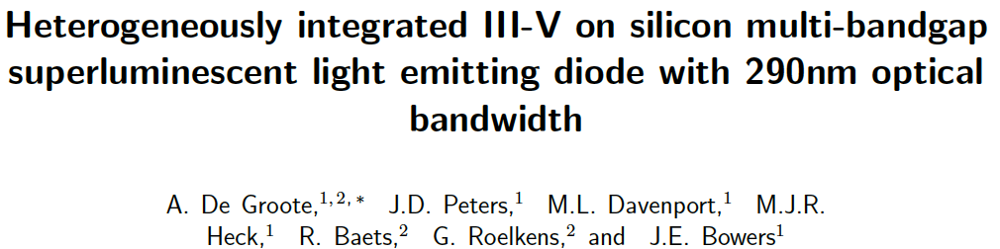 Heterogeneously integrated III-V on silicon multi-bandgap
superluminescent light emitting diode with 290nm optical
bandwidth
A. De Groote,1,2,* J.D. Peters,1 M.L. Davenport,1 M.J.R.
Heck,1 R. Baets,2 G. Roelkens,2 and J.E. Bowers1